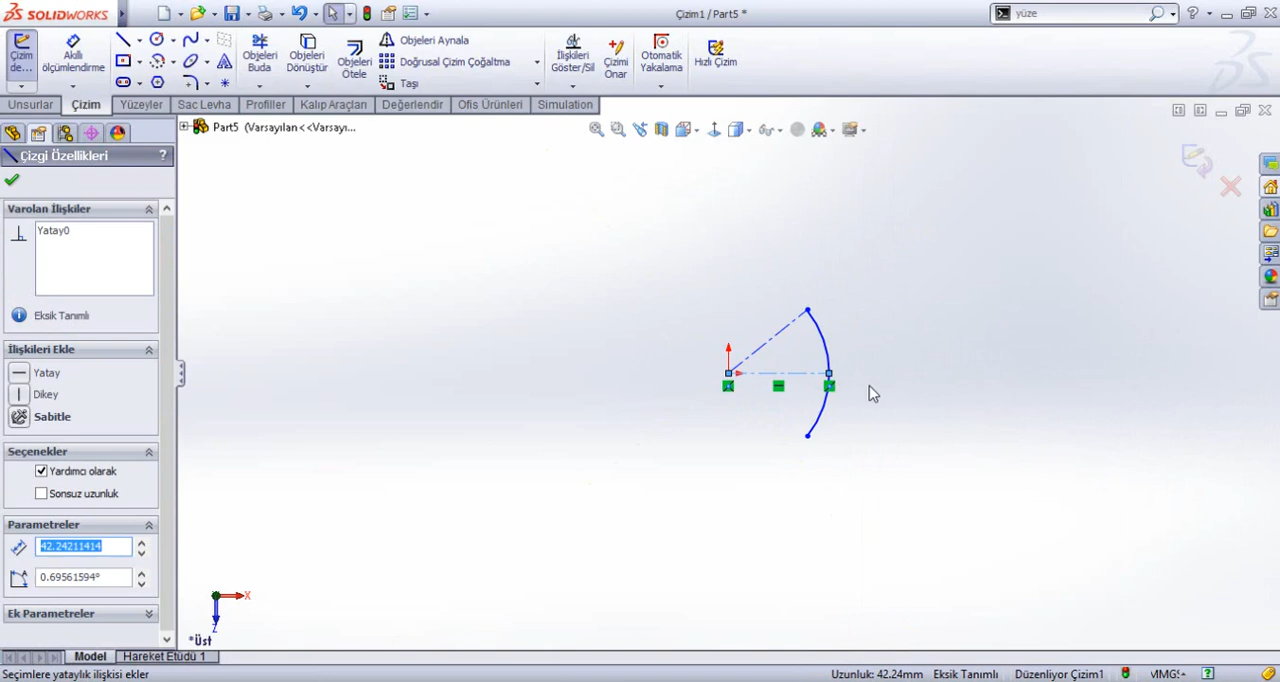 SOLIDWORKS
Çizim1 / Part5 *
yüze
Çizim de...
Akıllı ölçümlendirme
Objeleri Buda
Objeleri Dönüştür
Objeleri Ötele
Objeleri Aynala
Doğrusal Çizim Çoğaltma
Taşı
İlişkileri Göster/Sil
Çizimi Onar
Otomatik Yakalama
Hızlı Çizim
Unsurlar Çizim Yüzeyler Sac Levha Profiller Kalıp Araçları Değerlendir Ofis Ürünleri Simulation
Part5 (Varsayılan<<Varsayı...
Çizgi Özellikleri ?
Varolan İlişkiler
Yatay0
Eksik Tanımlı
İlişkileri Ekle
Yatay
Dikey
Sabitle
Seçenekler
Yardımcı olarak
Sonsuz uzunluk
Parametreler
42.24211414
0.69561594°
Ek Parametreler
X
Z
*Üst
Model Hareket Etüdü 1
Seçimlere yataylık ilişkisi ekler
Uzunluk: 42.24mm Eksik Tanımlı Düzenliyor Çizim1 MMGS